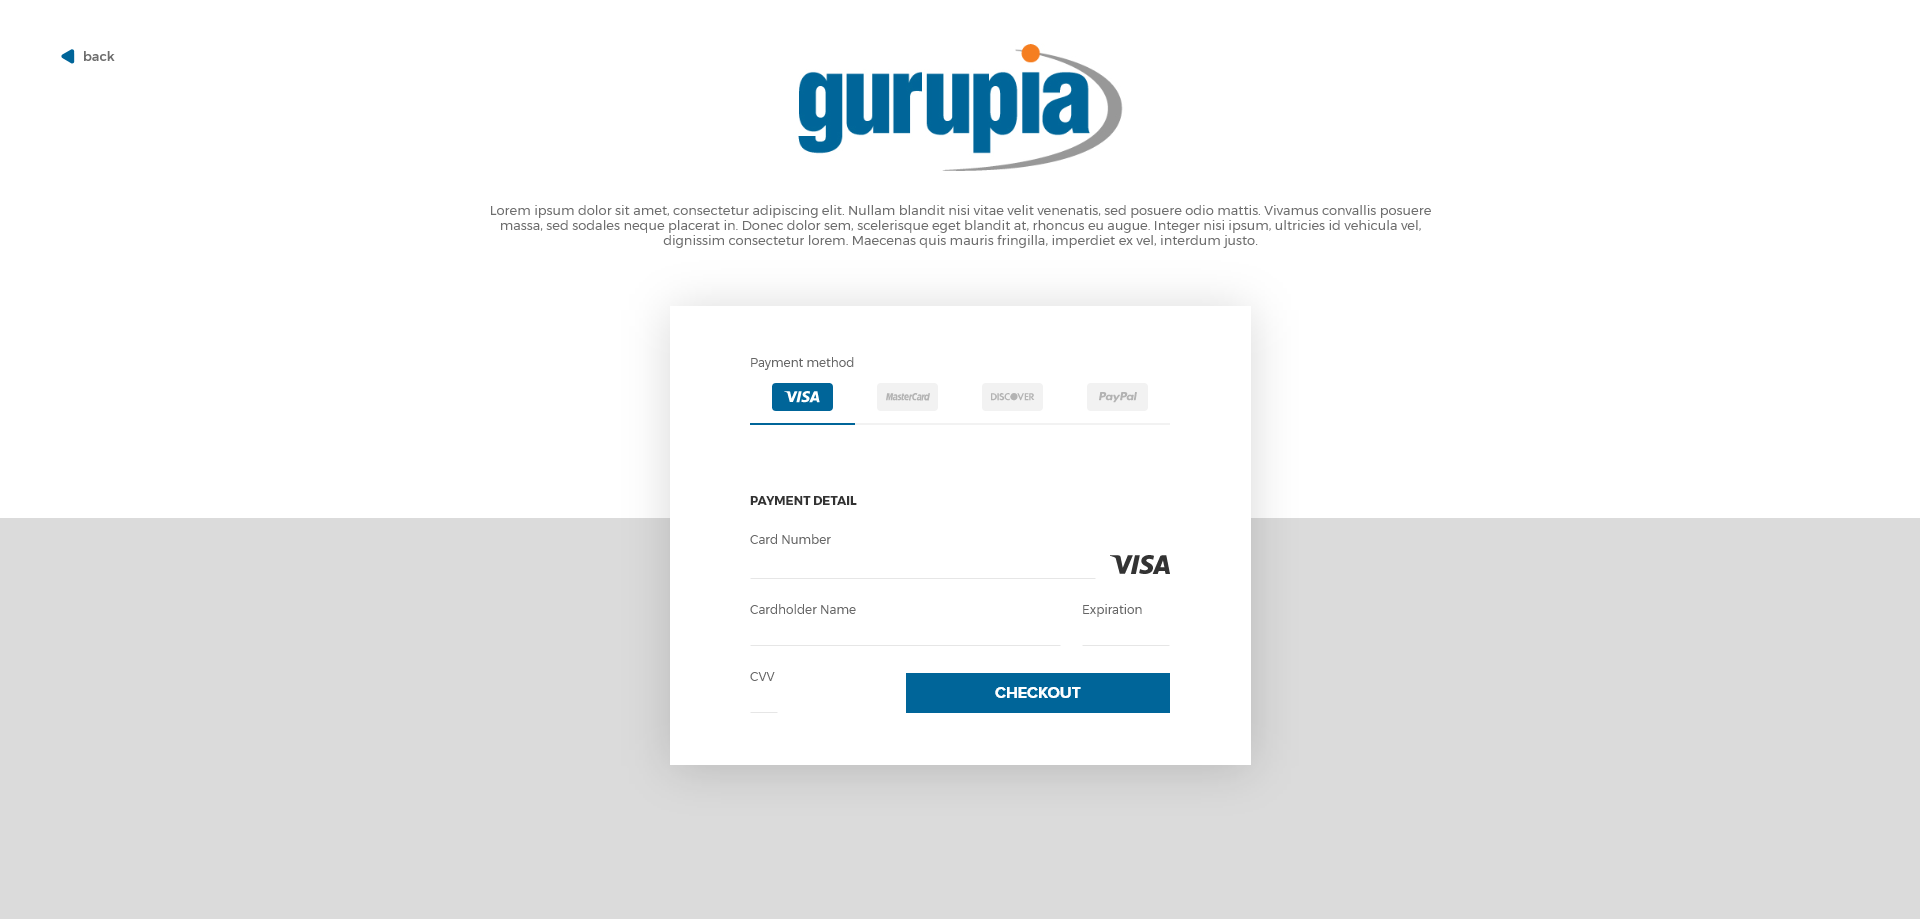 back
gurupia
Lorem ipsum dolor sit amet, consectetur adipiscing elit. Nullam blandit nisi vitae velit venenatis, sed posuere odio mattis. Vivamus convallis posuere
massa, sed sodales neque placerat in. Donec dolor sem, scelerisque eget blandit at, rhoncus eu augue. Integer nisi ipsum, ultricies id vehicula vel,
dignissim consectetur lorem. Maecenas quis mauris fringilla, imperdiet ex vel, interdum justo.
Payment method
VISA MasterCard DISCOVER PayPal
PAYMENT DETAIL
Card Number
VISA
Cardholder Name Expiration
CVV
CHECKOUT